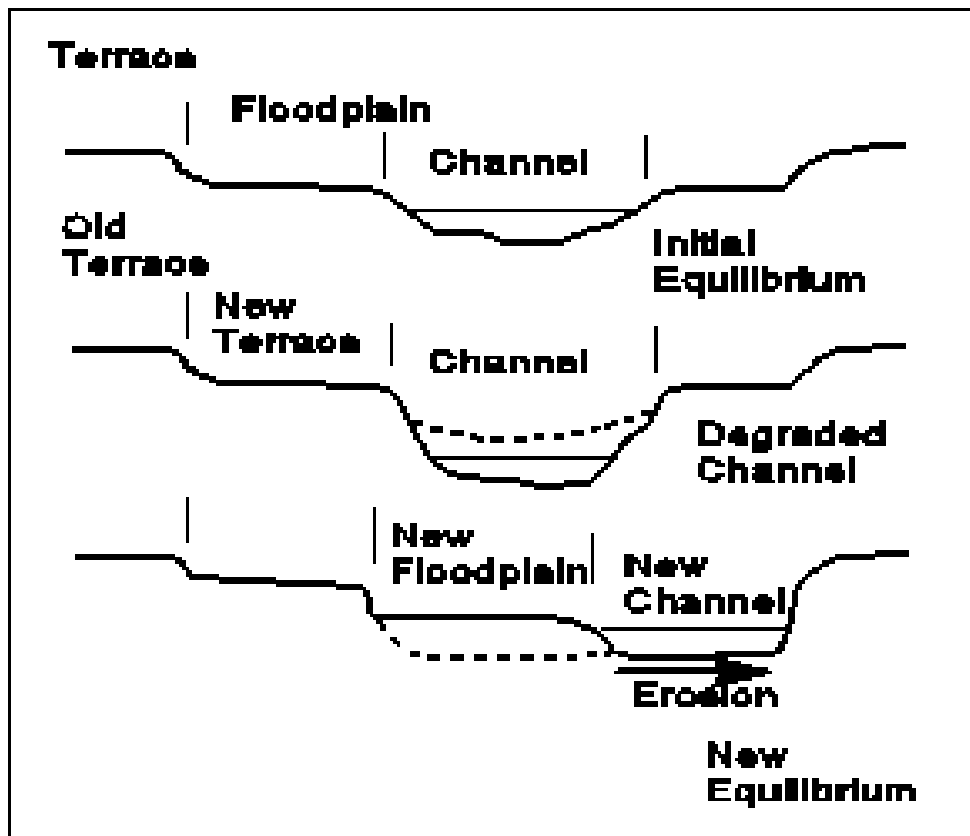 Terrace
Floodplain
Channel
Old
Terrace
Initial
Equilibrium
New
Terrace
Channel
Degraded
Channel
New
Floodplain
New
Channel
Erosion
New
Equilibrium